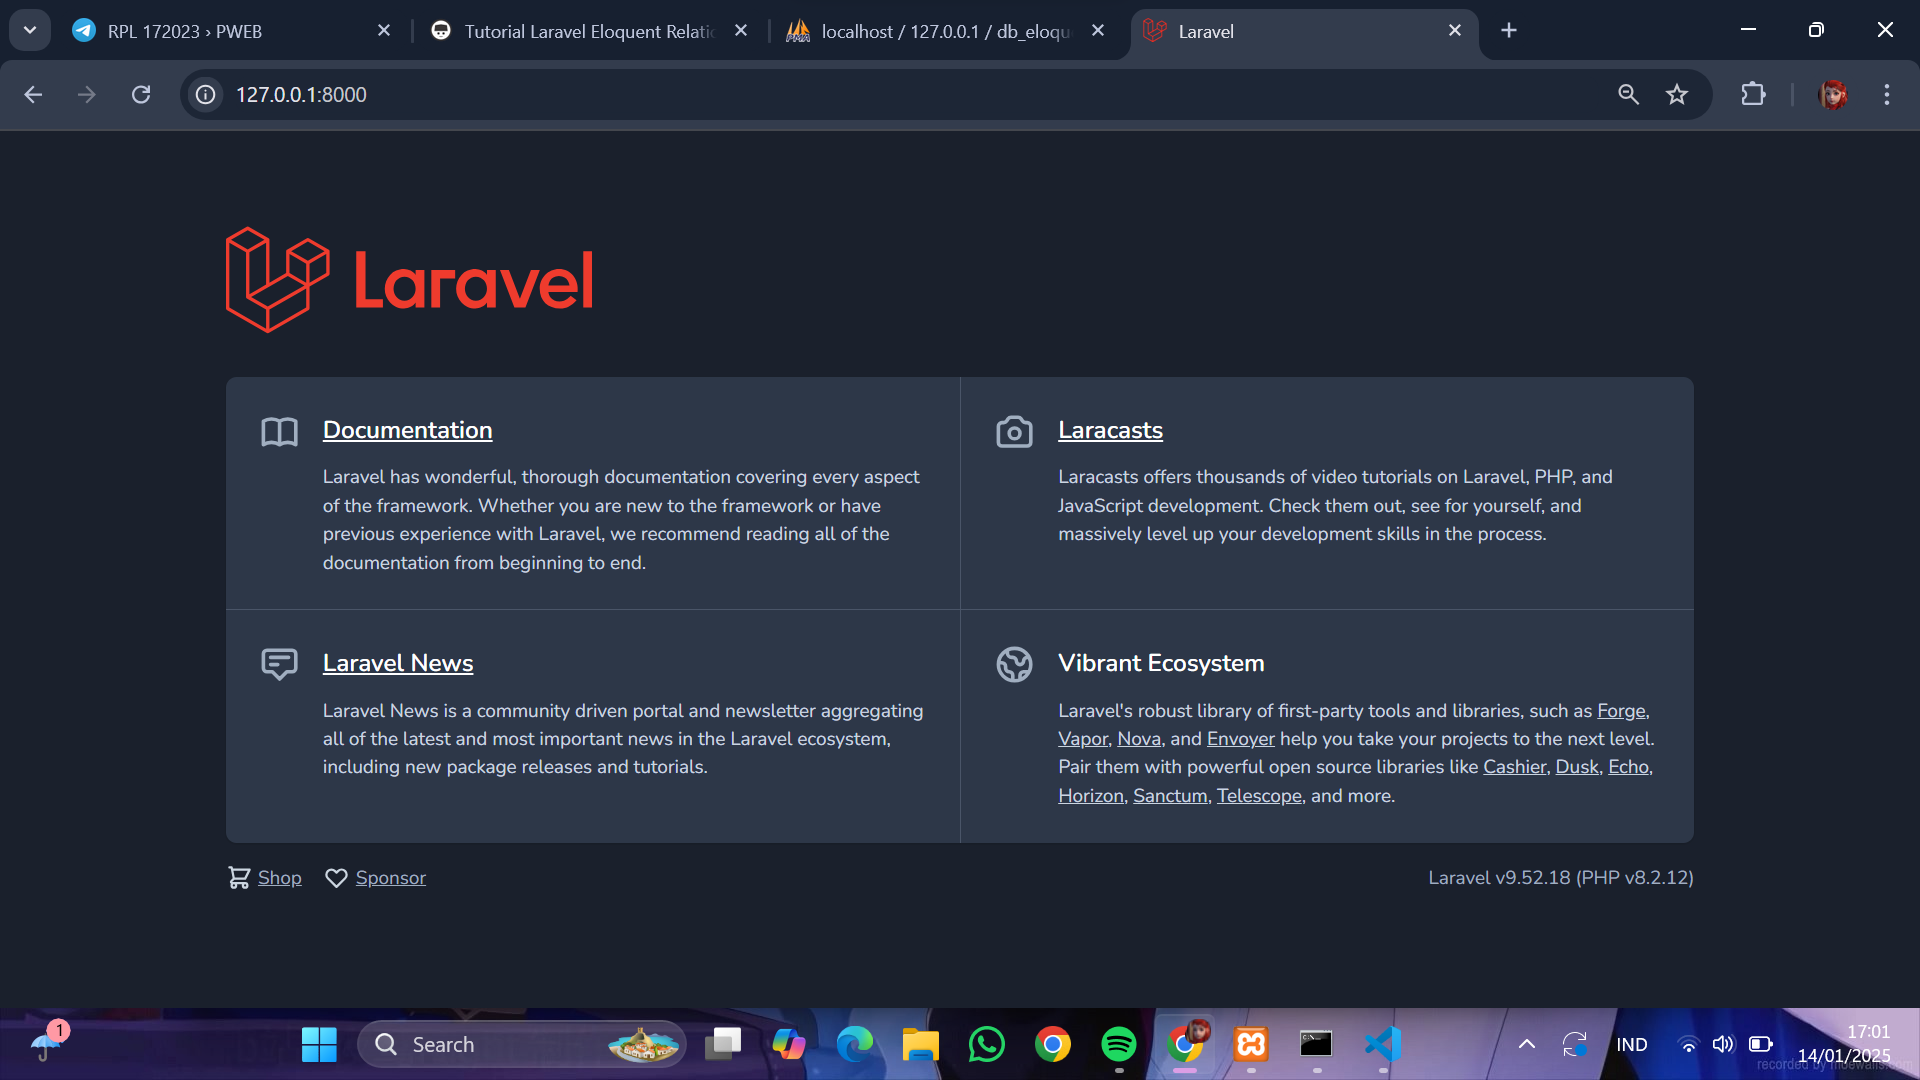 RPL 172023 › PWEB
Tutorial Laravel Eloquent Relatic
localhost / 127.0.0.1 / db_eloqu
Laravel
127.0.0.1:8000
Laravel
Documentation
Laravel has wonderful, thorough documentation covering every aspect
of the framework. Whether you are new to the framework or have
previous experience with Laravel, we recommend reading all of the
documentation from beginning to end.
Laracasts
Laracasts offers thousands of video tutorials on Laravel, PHP, and
JavaScript development. Check them out, see for yourself, and
massively level up your development skills in the process.
Laravel News
Laravel News is a community driven portal and newsletter aggregating
all of the latest and most important news in the Laravel ecosystem,
including new package releases and tutorials.
Vibrant Ecosystem
Laravel's robust library of first-party tools and libraries, such as Forge,
Vapor, Nova, and Envoyer help you take your projects to the next level.
Pair them with powerful open source libraries like Cashier, Dusk, Echo,
Horizon, Sanctum, Telescope, and more.
Shop
Sponsor
Laravel v9.52.18 (PHP v8.2.12)
1
Search
IND
17:01
14/01/2025